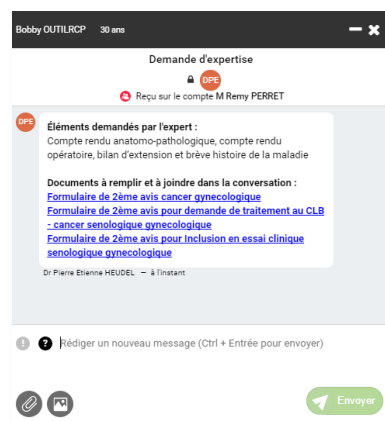 Bobby OUTILRCP 30 ans
Demande d'expertise
DPE
Reçu sur le compte M Remy PERRET
DPE
Éléments demandés par l'expert :
Compte rendu anatomo-pathologique, compte rendu
opératoire, bilan d'extension et brève histoire de la maladie
Documents à remplir et à joindre dans la conversation :
Formulaire de 2ème avis cancer gynecologique
Formulaire de 2ème avis pour demande de traitement au CLB
- cancer senologique gynecologique
Formulaire de 2ème avis pour Inclusion en essai clinique
senologique gynecologique
Dr Pierre Etienne HEUDEL — à l'instant
! ? Rédiger un nouveau message (Ctrl + Entrée pour envoyer)
Envoyer